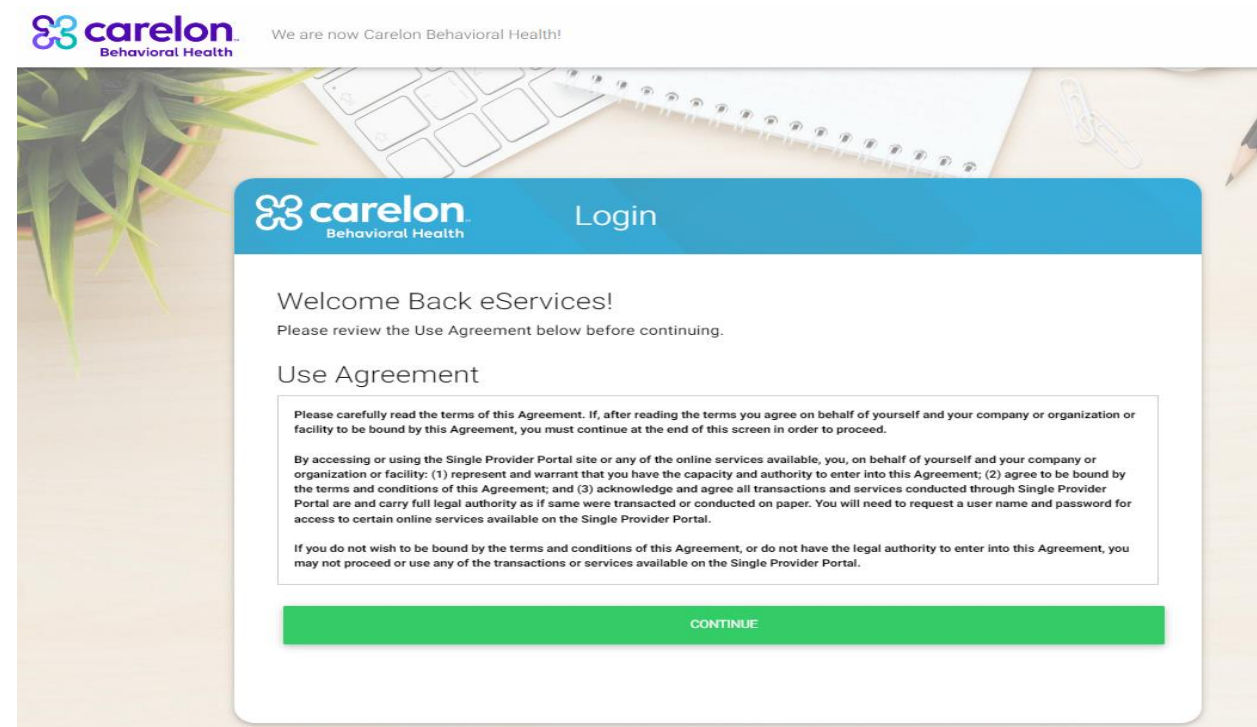 carelon
Behavioral Health
We are now Carelon Behavioral Health!
carelon
Behavioral Health
Login
Welcome Back eServices!
Please review the Use Agreement below before continuing.
Use Agreement
Please carefully read the terms of this Agreement. If, after reading the terms you agree on behalf of yourself and your company or organization or
facility to be bound by this Agreement, you must continue at the end of this screen in order to proceed.
By accessing or using the Single Provider Portal site or any of the online services available, you, on behalf of yourself and your company or
organization or facility: (1) represent and warrant that you have the capacity and authority to enter into this Agreement; (2) agree to be bound by
the terms and conditions of this Agreement; and (3) acknowledge and agree all transactions and services conducted through Single Provider
Portal are and carry full legal authority as if same were transacted or conducted on paper. You will need to request a user name and password for
access to certain online services available on the Single Provider Portal.
If you do not wish to be bound by the terms and conditions of this Agreement, or do not have the legal authority to enter into this Agreement, you
may not proceed or use any of the transactions or services available on the Single Provider Portal.
CONTINUE